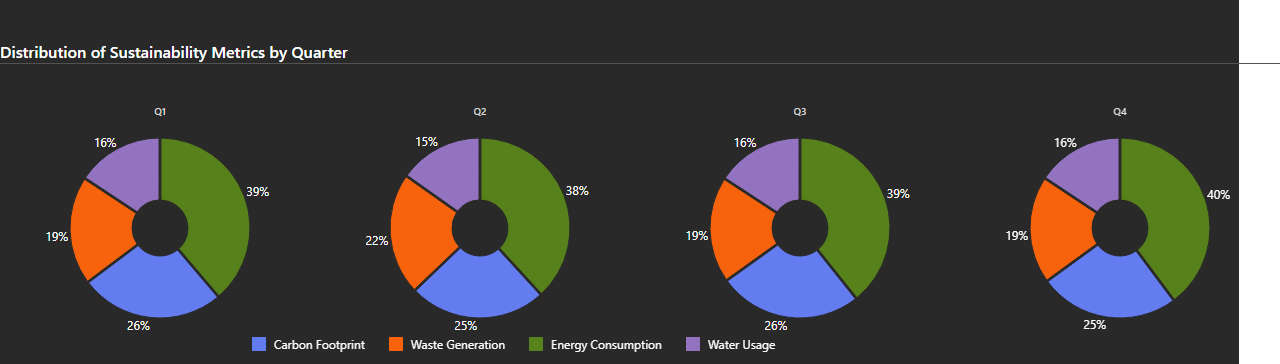 Distribution of Sustainability Metrics by Quarter
Q1 Q2 Q3 Q4
16% 15% 16% 16%
39% 38% 39% 40%
19% 22% 19% 19%
26% 25% 26% 25%
Carbon Footprint Waste Generation Energy Consumption Water Usage